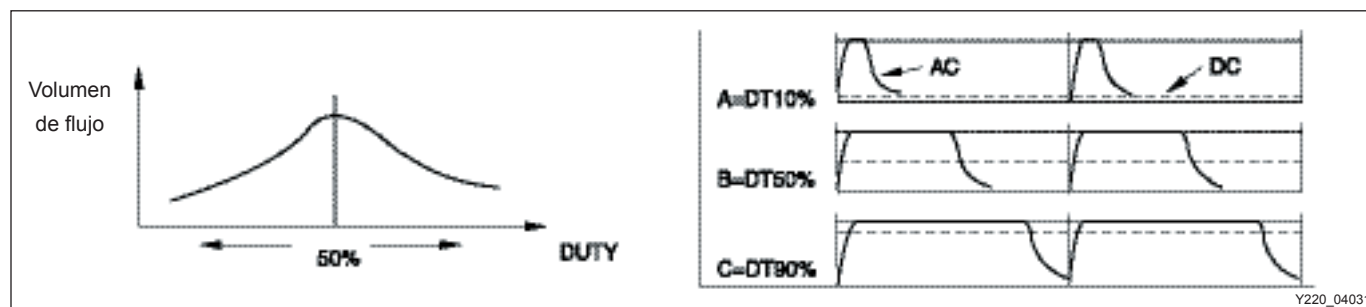 Volumen
de flujo
50%
DUTY
AC
DC
A=DT10%
B=DT50%
C=DT90%
Y220_0403